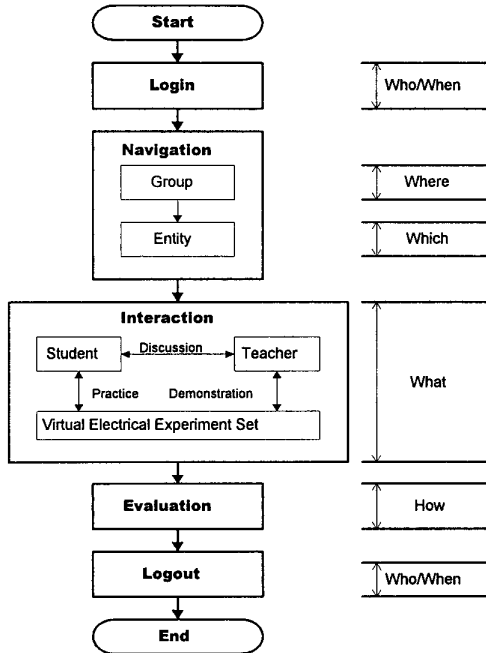 Start
Login
Who/When
Navigation
Group
Where
Entity
Which
Interaction
Student
Discussion
Teacher
What
Practice
Demonstration
Virtual Electrical Experiment Set
Evaluation
How
Logout
Who/When
End